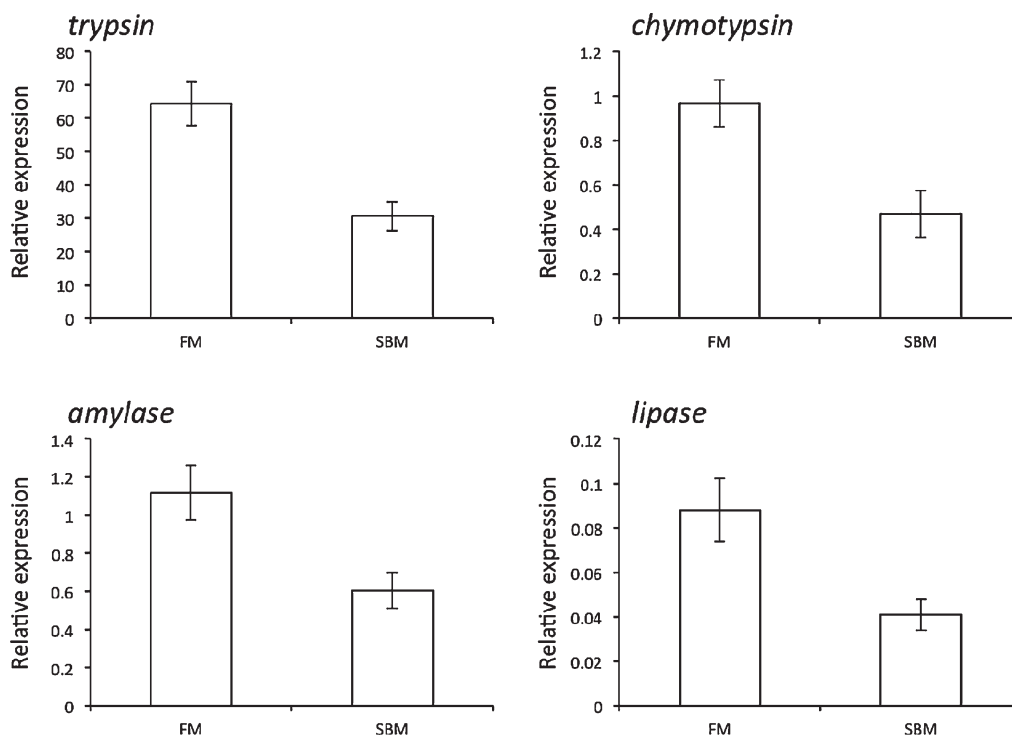 trypsin
Relative expression
80
70
60
50
40
30
20
10
0
FM SBM
chymotypsin
Relative expression
1.2
1
0.8
0.6
0.4
0.2
0
FM SBM
amylase
Relative expression
1.4
1.2
1
0.8
0.6
0.4
0.2
0
FM SBM
lipase
Relative expression
0.12
0.1
0.08
0.06
0.04
0.02
0
FM SBM